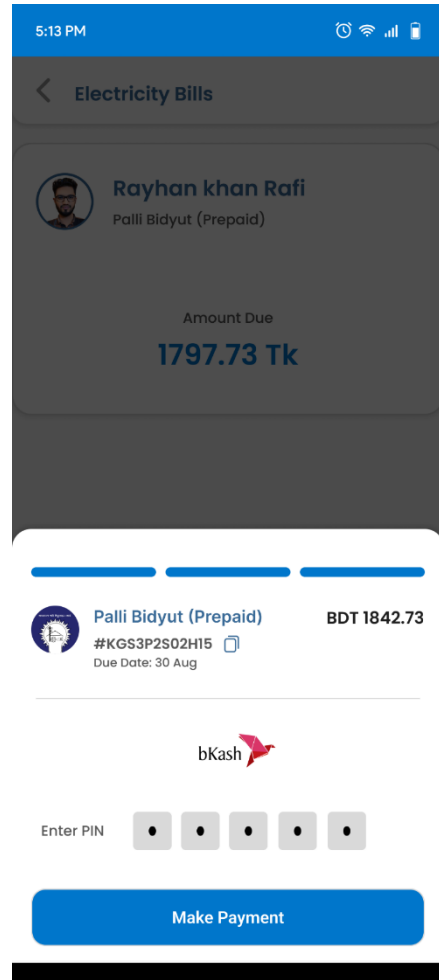 5:13 PM
Electricity Bills
Rayhan khan Rafi
Palli Bidyut (Prepaid)
Amount Due
1797.73 Tk
Palli Bidyut (Prepaid)
BDT 1842.73
#KGS3P2S02H15
Due Date: 30 Aug
bKash
Enter PIN
Make Payment